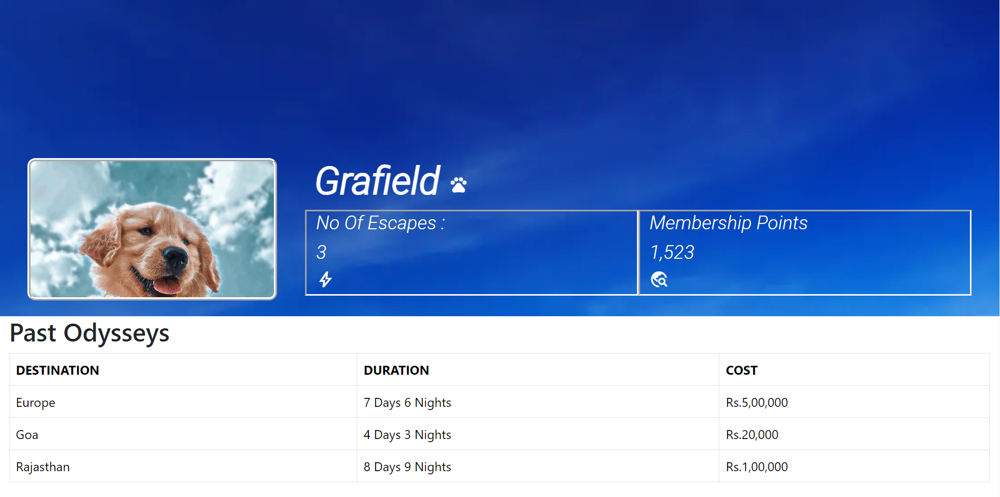 Grafield
No Of Escapes :
3
Membership Points
1,523
Past Odysseys
DESTINATION DURATION COST
Europe 7 Days 6 Nights Rs.5,00,000
Goa 4 Days 3 Nights Rs.20,000
Rajasthan 8 Days 9 Nights Rs.1,00,000